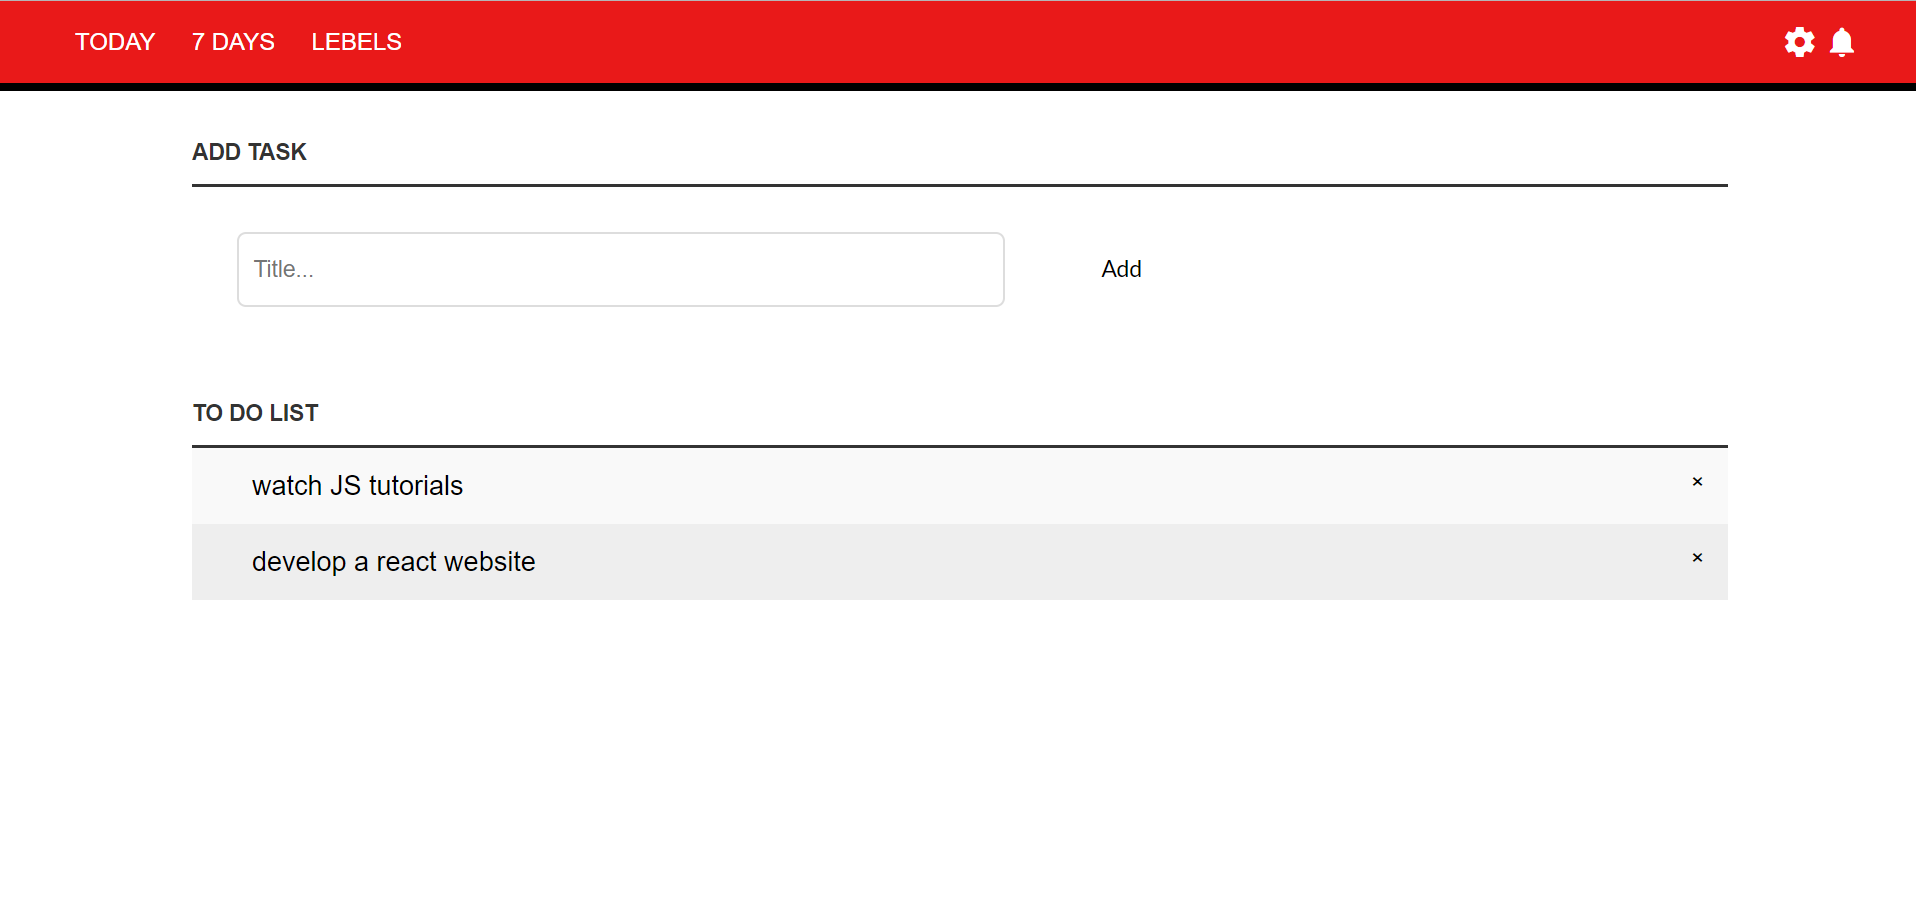 TODAY 7 DAYS LEBELS
ADD TASK
Title... Add
TO DO LIST
watch JS tutorials ×
develop a react website ×